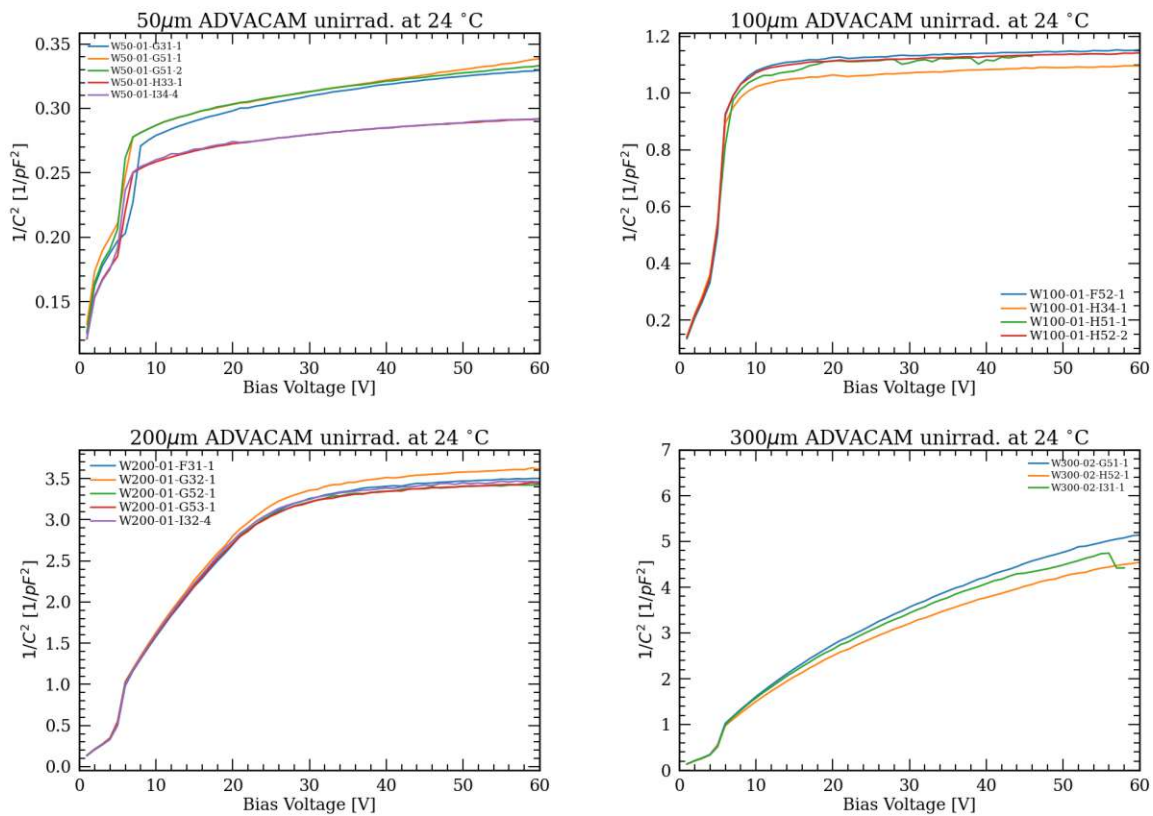 50μm ADVACAM unirrad. at 24 °C
W50-01-G31-1
W50-01-G51-1
W50-01-G51-2
W50-01-H33-1
W50-01-I34-4
0.35
0.30
0.25
0.20
0.15
1/C² [1/pF²]
0 10 20 30 40 50 60
Bias Voltage [V]
100μm ADVACAM unirrad. at 24 °C
1.2
1.0
0.8
0.6
0.4
0.2
1/C² [1/pF²]
W100-01-F52-1
W100-01-H34-1
W100-01-H51-1
W100-01-H52-2
0 10 20 30 40 50 60
Bias Voltage [V]
200μm ADVACAM unirrad. at 24 °C
W200-01-F31-1
W200-01-G32-1
W200-01-G52-1
W200-01-G53-1
W200-01-I32-4
3.5
3.0
2.5
2.0
1.5
1.0
0.5
0.0
1/C² [1/pF²]
0 10 20 30 40 50 60
Bias Voltage [V]
300μm ADVACAM unirrad. at 24 °C
W300-02-G51-1
W300-02-H52-1
W300-02-I31-1
7
6
5
4
3
2
1
0
1/C² [1/pF²]
0 10 20 30 40 50 60
Bias Voltage [V]